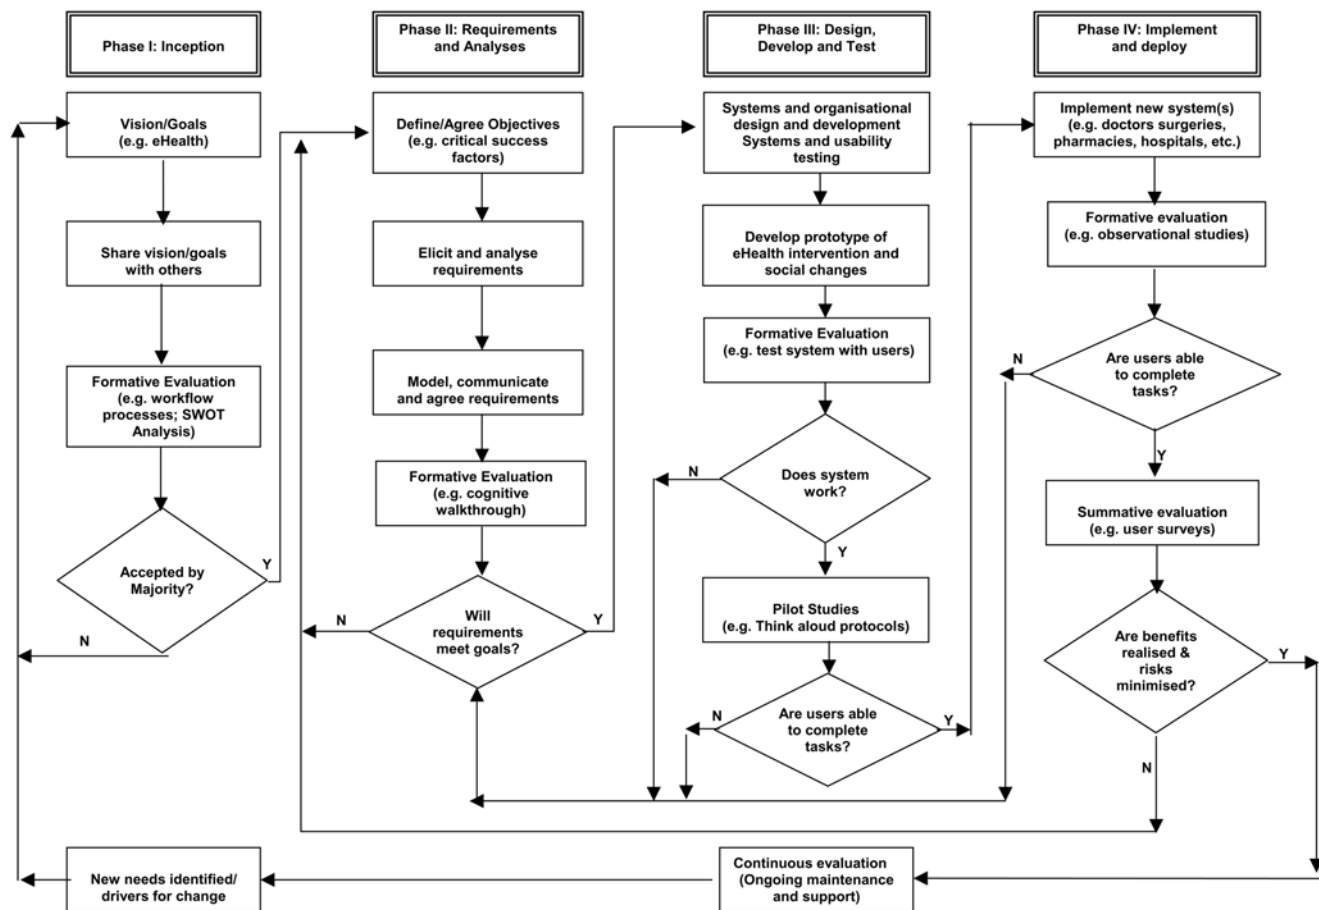 Phase I: Inception
Phase II: Requirements
and Analyses
Phase III: Design,
Develop and Test
Phase IV: Implement
and deploy
Vision/Goals
(e.g. eHealth)
Share vision/goals
with others
Formative Evaluation
(e.g. workflow
processes; SWOT
Analysis)
Accepted by
Majority?
Y
N
Define/Agree Objectives
(e.g. critical success
factors)
Elicit and analyse
requirements
Model, communicate
and agree requirements
Formative Evaluation
(e.g. cognitive
walkthrough)
Will
requirements
meet goals?
N
Y
Systems and organisational
design and development
Systems and usability
testing
Develop prototype of
eHealth intervention and
social changes
Formative Evaluation
(e.g. test system with users)
Does system
work?
N
Y
Pilot Studies
(e.g. Think aloud protocols)
Are users able
to complete
tasks?
N
Y
Implement new system(s)
(e.g. doctors surgeries,
pharmacies, hospitals, etc.)
Formative evaluation
(e.g. observational studies)
Are users able
to complete
tasks?
N
Y
Summative evaluation
(e.g. user surveys)
Are benefits
realised &
risks
minimised?
Y
N
Continuous evaluation
(Ongoing maintenance
and support)
New needs identified/
drivers for change